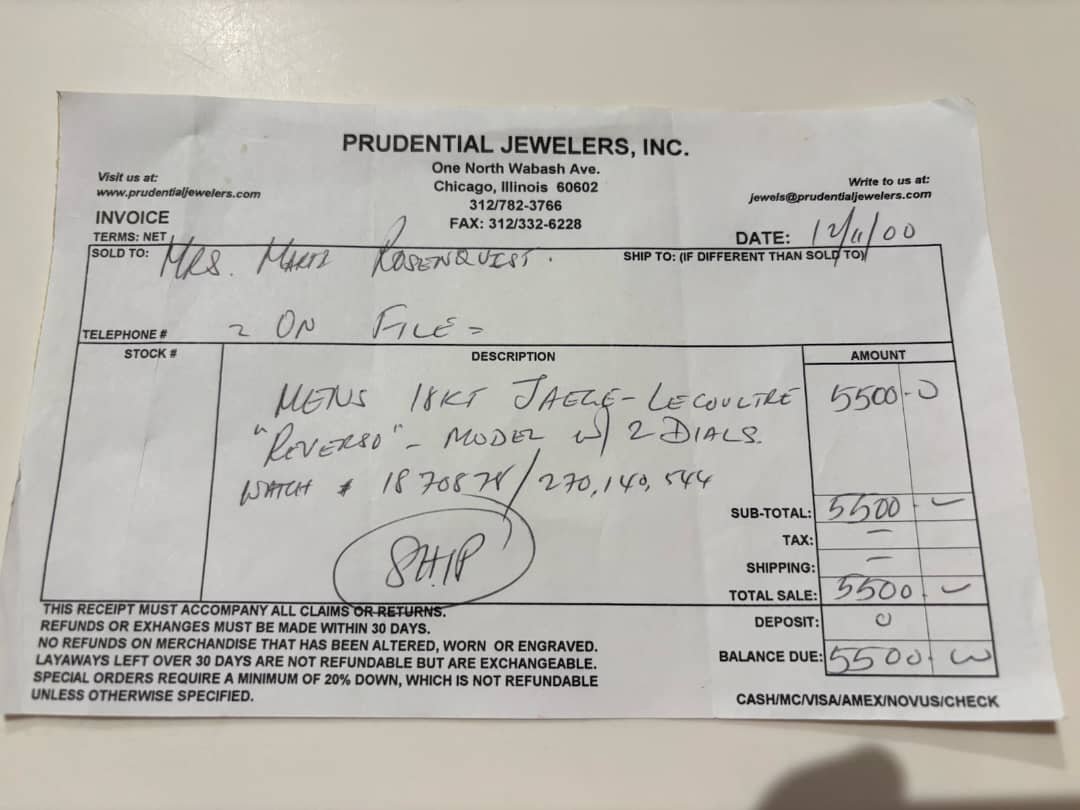 PRUDENTIAL JEWELERS, INC.
One North Wabash Ave.
Chicago, Illinois 60602
312/782-3766
FAX: 312/332-6228
Visit us at:
www.prudentialjewelers.com
Write to us at:
jewels@prudentialjewelers.com
INVOICE
TERMS: NET
DATE: 12/11/00
SOLD TO: MRS. MARTI ROSENQUIST.
SHIP TO: (IF DIFFERENT THAN SOLD TO)
TELEPHONE # = ON FILE =
STOCK # DESCRIPTION AMOUNT
MENS 18KT JAEGE-LECOULTRE 5500 -0
"REVERSO" - MODEL w/ 2 DIALS.
WATCH # 1870878/270,140,544
SHIP
SUB-TOTAL: 5500 -
TAX: -
SHIPPING: -
TOTAL SALE: 5500 -
DEPOSIT: 0
BALANCE DUE: 5500.
THIS RECEIPT MUST ACCOMPANY ALL CLAIMS OR RETURNS.
REFUNDS OR EXHANGES MUST BE MADE WITHIN 30 DAYS.
NO REFUNDS ON MERCHANDISE THAT HAS BEEN ALTERED, WORN OR ENGRAVED.
LAYAWAYS LEFT OVER 30 DAYS ARE NOT REFUNDABLE BUT ARE EXCHANGEABLE.
SPECIAL ORDERS REQUIRE A MINIMUM OF 20% DOWN, WHICH IS NOT REFUNDABLE
UNLESS OTHERWISE SPECIFIED.
CASH/MC/VISA/AMEX/NOVUS/CHECK